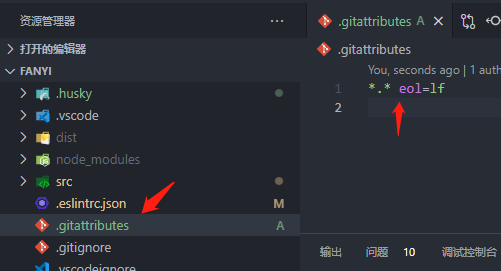 资源管理器
打开的编辑器
FANYI
.husky
.vscode
dist
node_modules
src
.eslintrc.json M
.gitattributes A
.gitignore
.vscodeignore
.gitattributes A
.gitattributes
You, seconds ago | 1 auth
1 *.* eol=lf
2
输出 问题 10 调试控制台